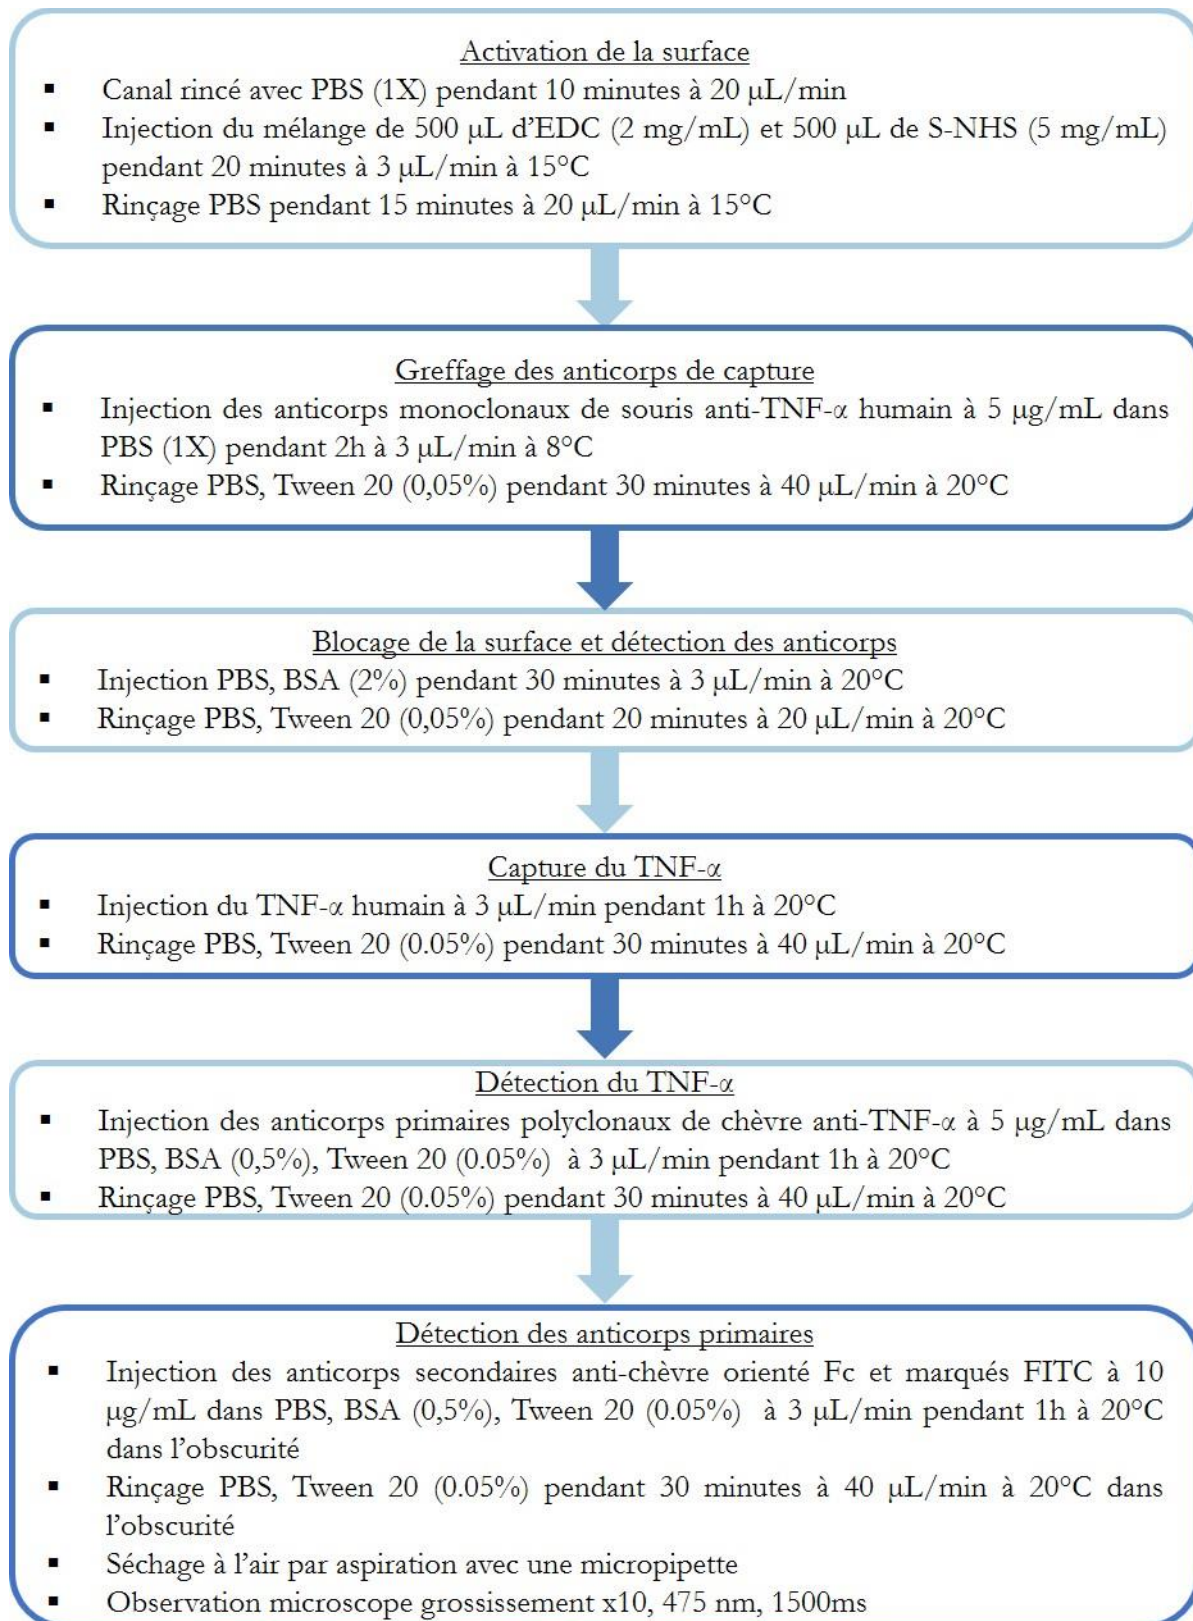 Activation de la surface
▪ Canal rincé avec PBS (1X) pendant 10 minutes à 20 µL/min
▪ Injection du mélange de 500 µL d’EDC (2 mg/mL) et 500 µL de S-NHS (5 mg/mL)
pendant 20 minutes à 3 µL/min à 15°C
▪ Rinçage PBS pendant 15 minutes à 20 µL/min à 15°C
Greffage des anticorps de capture
▪ Injection des anticorps monoclonaux de souris anti-TNF-α humain à 5 µg/mL dans
PBS (1X) pendant 2h à 3 µL/min à 8°C
▪ Rinçage PBS, Tween 20 (0,05%) pendant 30 minutes à 40 µL/min à 20°C
Blocage de la surface et détection des anticorps
▪ Injection PBS, BSA (2%) pendant 30 minutes à 3 µL/min à 20°C
▪ Rinçage PBS, Tween 20 (0,05%) pendant 20 minutes à 20 µL/min à 20°C
Capture du TNF-α
▪ Injection du TNF-α humain à 3 µL/min pendant 1h à 20°C
▪ Rinçage PBS, Tween 20 (0.05%) pendant 30 minutes à 40 µL/min à 20°C
Détection du TNF-α
▪ Injection des anticorps primaires polyclonaux de chèvre anti-TNF-α à 5 µg/mL dans
PBS, BSA (0,5%), Tween 20 (0.05%) à 3 µL/min pendant 1h à 20°C
▪ Rinçage PBS, Tween 20 (0.05%) pendant 30 minutes à 40 µL/min à 20°C
Détection des anticorps primaires
▪ Injection des anticorps secondaires anti-chèvre orienté Fc et marqués FITC à 10
µg/mL dans PBS, BSA (0,5%), Tween 20 (0.05%) à 3 µL/min pendant 1h à 20°C
dans l’obscurité
▪ Rinçage PBS, Tween 20 (0.05%) pendant 30 minutes à 40 µL/min à 20°C dans
l’obscurité
▪ Séchage à l’air par aspiration avec une micropipette
▪ Observation microscope grossissement x10, 475 nm, 1500ms